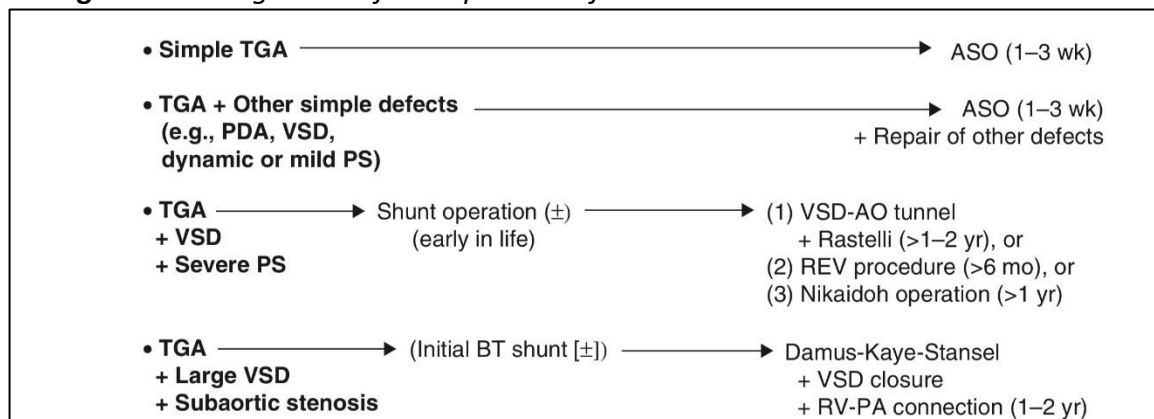 • Simple TGA ASO (1–3 wk)
• TGA + Other simple defects ASO (1–3 wk)
(e.g., PDA, VSD, + Repair of other defects
dynamic or mild PS)
• TGA Shunt operation (±) (1) VSD-AO tunnel
+ VSD (early in life) + Rastelli (>1–2 yr), or
+ Severe PS (2) REV procedure (>6 mo), or
(3) Nikaidoh operation (>1 yr)
• TGA (Initial BT shunt [±]) Damus-Kaye-Stansel
+ Large VSD + VSD closure
+ Subaortic stenosis + RV-PA connection (1–2 yr)